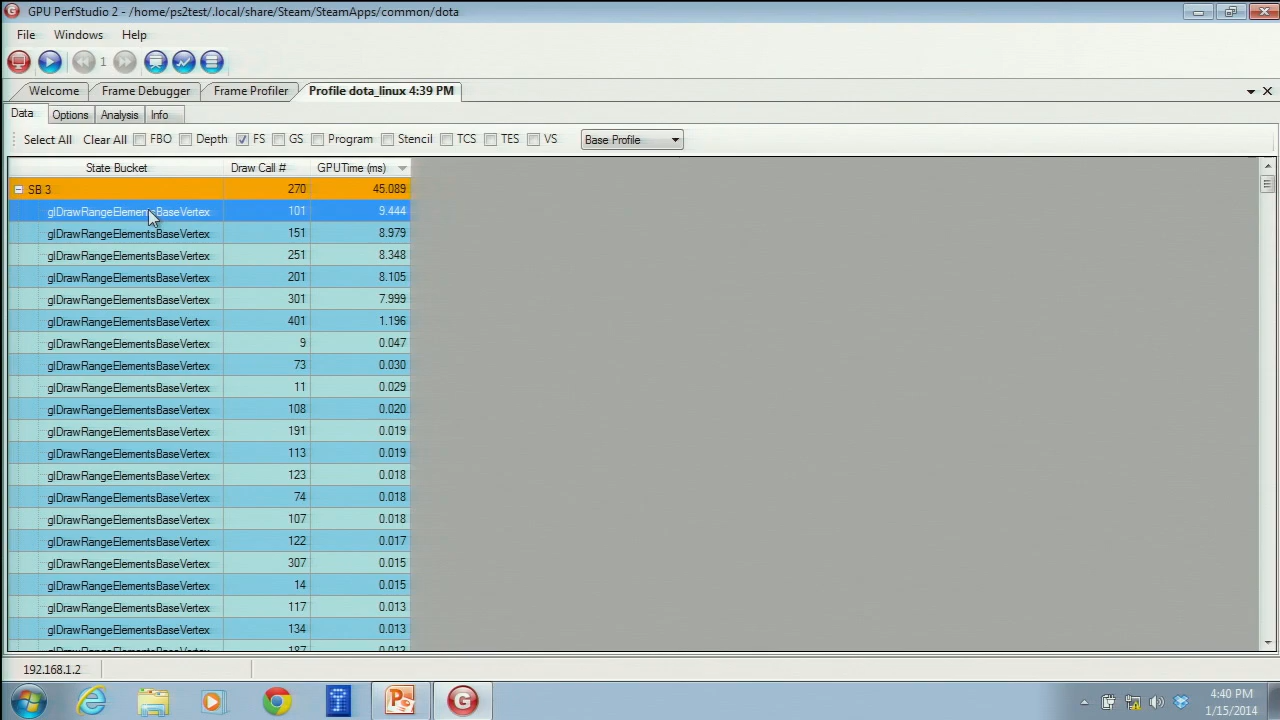 GPU PerfStudio 2 - /home/ps2test/.local/share/Steam/SteamApps/common/dota
File Windows Help
1
Welcome Frame Debugger Frame Profiler Profile dota_linux 4:39 PM
Data Options Analysis Info
Select All Clear All FBO Depth FS GS Program Stencil TCS TES VS Base Profile
State Bucket Draw Call # GPUTime (ms)
SB 3 270 45.089
glDrawRangeElementsBaseVertex 101 9.444
glDrawRangeElementsBaseVertex 151 8.979
glDrawRangeElementsBaseVertex 251 8.348
glDrawRangeElementsBaseVertex 201 8.105
glDrawRangeElementsBaseVertex 301 7.999
glDrawRangeElementsBaseVertex 401 1.196
glDrawRangeElementsBaseVertex 9 0.047
glDrawRangeElementsBaseVertex 73 0.030
glDrawRangeElementsBaseVertex 11 0.029
glDrawRangeElementsBaseVertex 108 0.020
glDrawRangeElementsBaseVertex 191 0.019
glDrawRangeElementsBaseVertex 113 0.019
glDrawRangeElementsBaseVertex 123 0.018
glDrawRangeElementsBaseVertex 74 0.018
glDrawRangeElementsBaseVertex 107 0.018
glDrawRangeElementsBaseVertex 122 0.017
glDrawRangeElementsBaseVertex 307 0.015
glDrawRangeElementsBaseVertex 14 0.015
glDrawRangeElementsBaseVertex 117 0.013
glDrawRangeElementsBaseVertex 134 0.013
glDrawRangeElementsBaseVertex 187 0.013
192.168.1.2
4:40 PM
1/15/2014